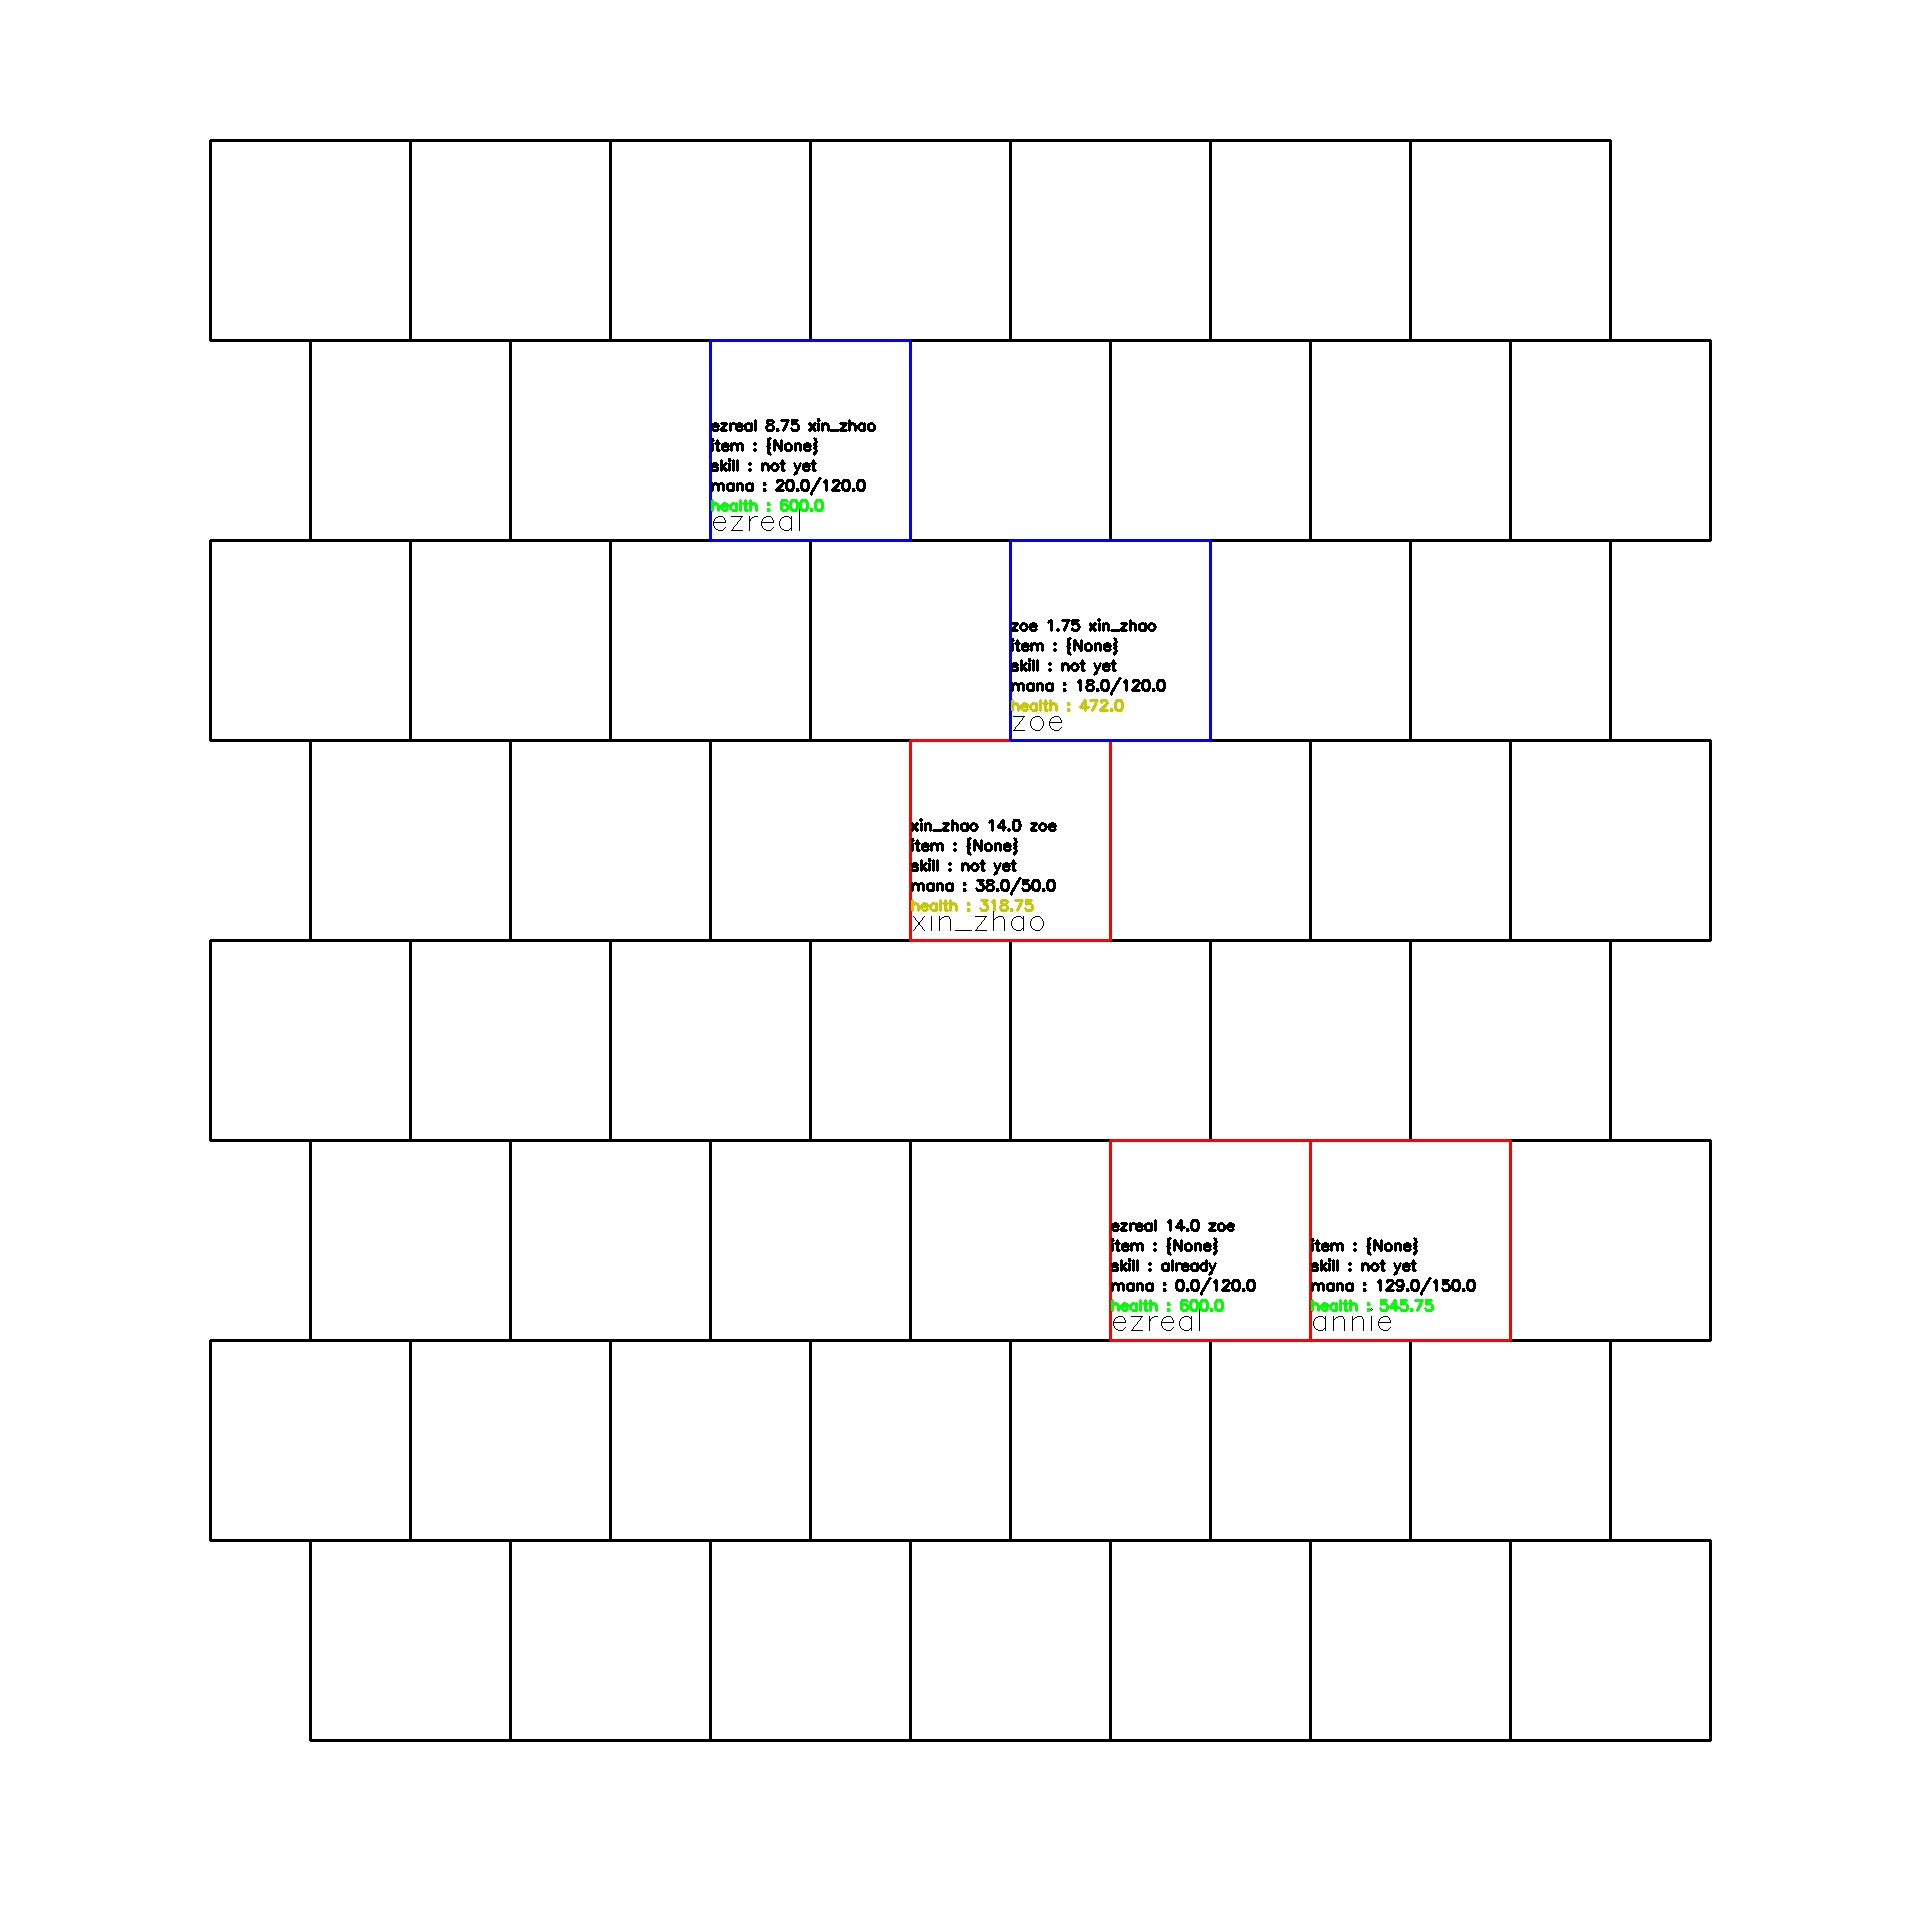 ezreal 8.75 xin_zhao
item : {None}
skill : not yet
mana : 20.0/120.0
health : 600.0
ezreal
zoe 1.75 xin_zhao
item : {None}
skill : not yet
mana : 18.0/120.0
health : 472.0
zoe
xin_zhao 14.0 zoe
item : {None}
skill : not yet
mana : 38.0/50.0
health : 318.75
xin_zhao
ezreal 14.0 zoe
item : {None}
skill : already
mana : 0.0/120.0
health : 600.0
ezreal
item : {None}
skill : not yet
mana : 129.0/150.0
health : 545.75
annie